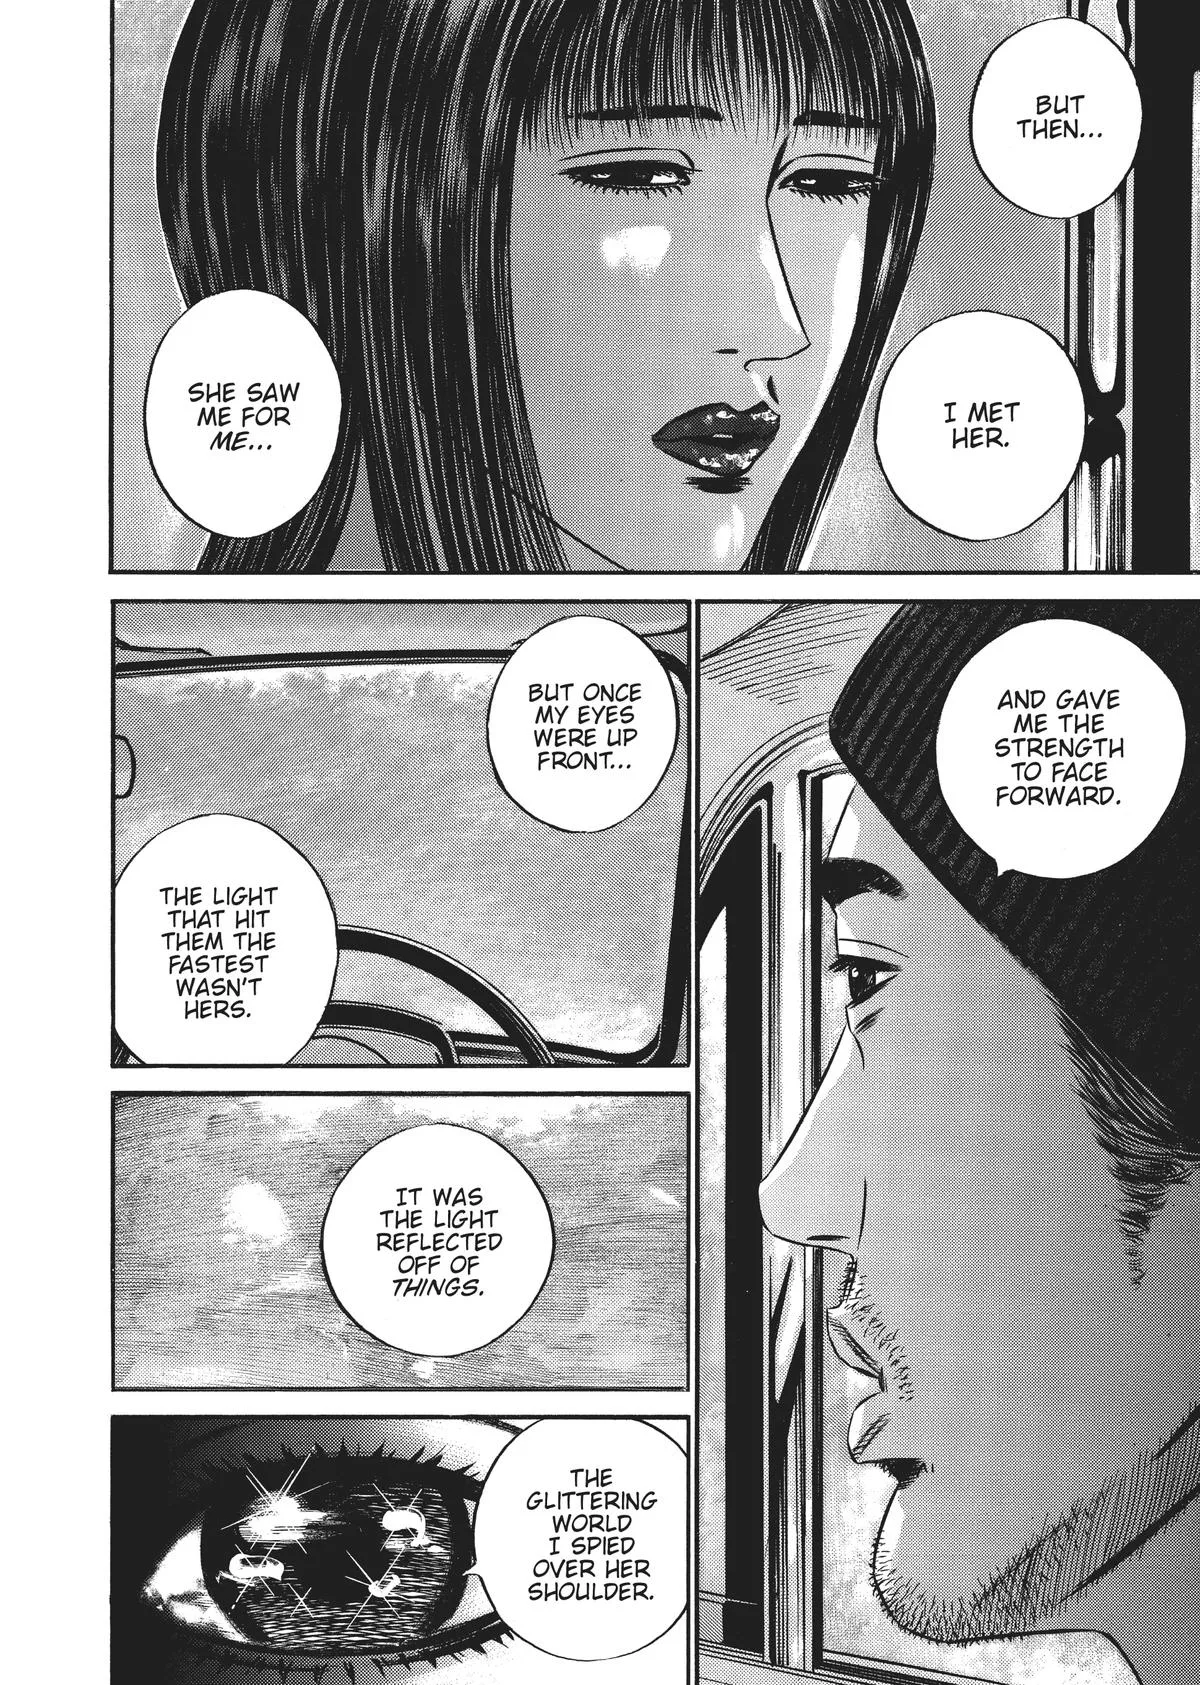 BUT
THEN...
I MET
HER.
SHE SAW
ME FOR
ME...
AND GAVE
ME THE
STRENGTH
TO FACE
FORWARD.
BUT ONCE
MY EYES
WERE UP
FRONT...
THE LIGHT
THAT HIT
THEM THE
FASTEST
WASN'T
HERS.
IT WAS
THE LIGHT
REFLECTED
OFF OF
THINGS.
THE
GLITTERING
WORLD
I SPIED
OVER HER
SHOULDER.